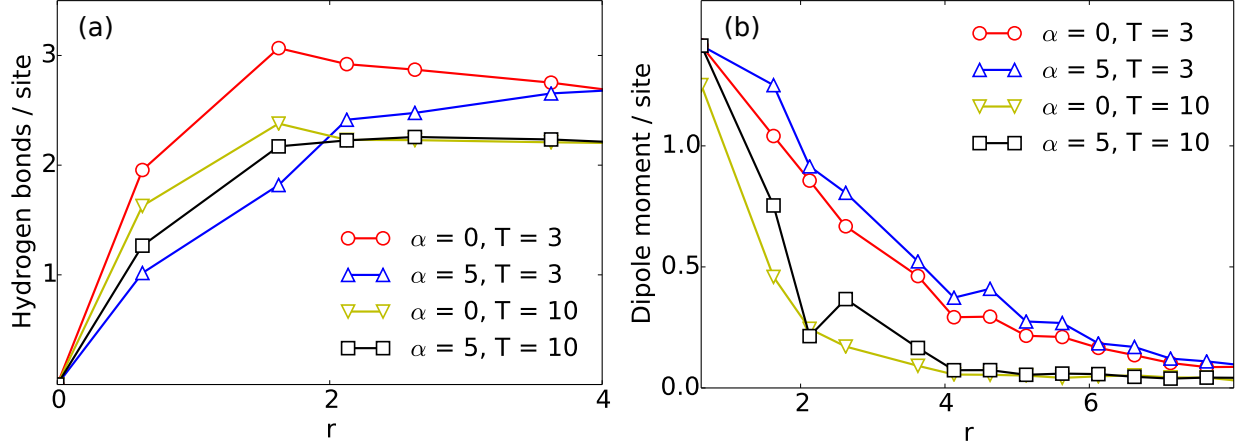 (a)
Hydrogen bonds / site
3
2
1
0
2
4
r
α = 0, T = 3
α = 5, T = 3
α = 0, T = 10
α = 5, T = 10
(b)
Dipole moment / site
1.0
0.5
0.0
2
4
6
r
α = 0, T = 3
α = 5, T = 3
α = 0, T = 10
α = 5, T = 10